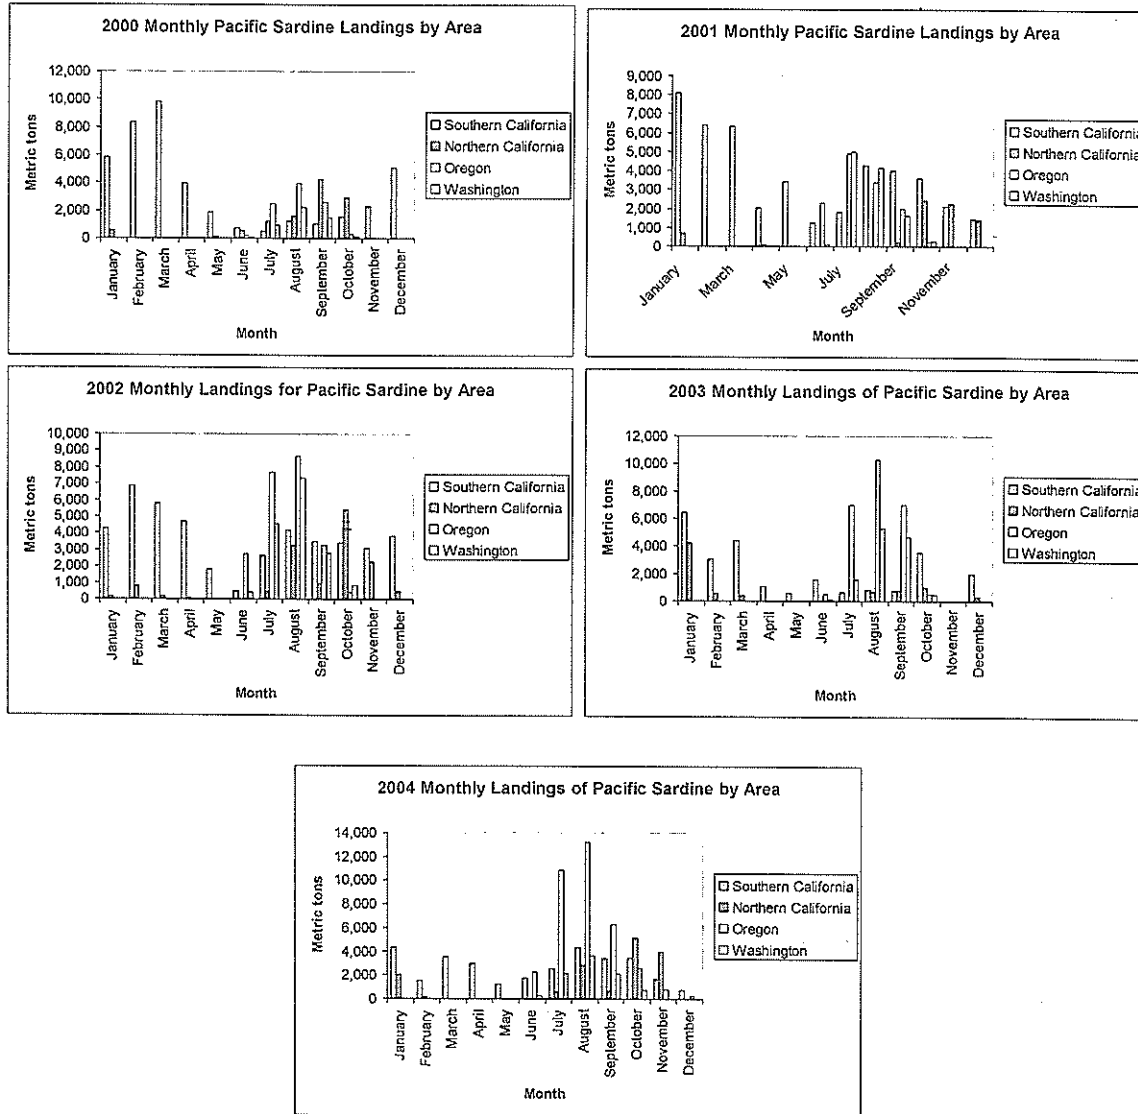 2000 Monthly Pacific Sardine Landings by Area
12,000
10,000
8,000
6,000
4,000
2,000
0
Metric tons
January
February
March
April
May
June
July
August
September
October
November
December
Month
Southern California
Northern California
Oregon
Washington
2001 Monthly Pacific Sardine Landings by Area
9,000
8,000
7,000
6,000
5,000
4,000
3,000
2,000
1,000
0
Metric tons
January
March
May
July
September
November
Month
Southern California
Northern California
Oregon
Washington
2002 Monthly Landings for Pacific Sardine by Area
10,000
9,000
8,000
7,000
6,000
5,000
4,000
3,000
2,000
1,000
0
Metric tons
January
February
March
April
May
June
July
August
September
October
November
December
Month
Southern California
Northern California
Oregon
Washington
2003 Monthly Landings of Pacific Sardine by Area
12,000
10,000
8,000
6,000
4,000
2,000
0
Metric tons
January
February
March
April
May
June
July
August
September
October
November
December
Month
Southern California
Northern California
Oregon
Washington
2004 Monthly Landings of Pacific Sardine by Area
14,000
12,000
10,000
8,000
6,000
4,000
2,000
0
Metric tons
January
February
March
April
May
June
July
August
September
October
November
December
Month
Southern California
Northern California
Oregon
Washington